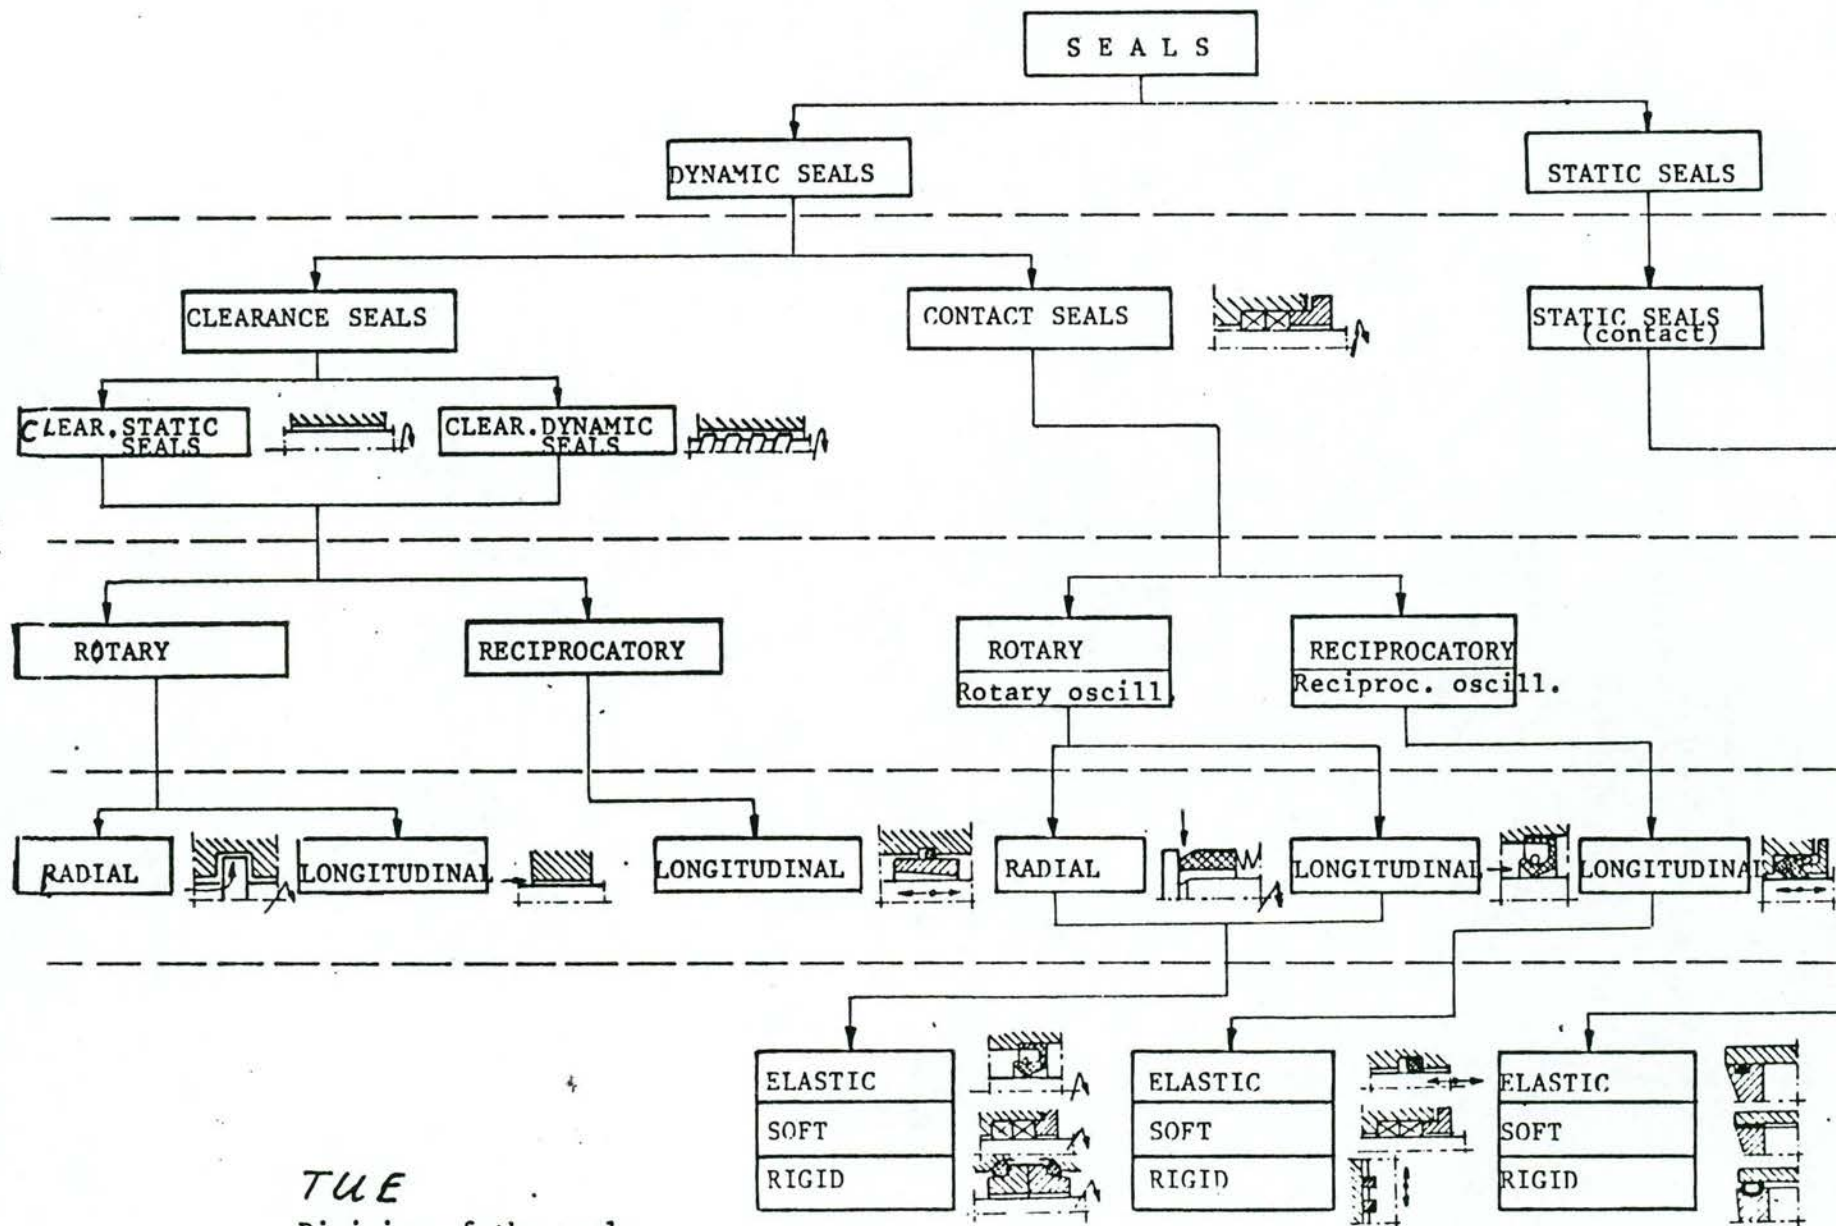 SEALS
DYNAMIC SEALS
STATIC SEALS
CLEARANCE SEALS
CONTACT SEALS
STATIC SEALS
(contact)
CLEAR.STATIC
SEALS
CLEAR.DYNAMIC
SEALS
ROTARY
RECIPROCATORY
ROTARY
Rotary oscill.
RECIPROCATORY
Reciproc. oscill.
RADIAL
LONGITUDINAL
LONGITUDINAL
RADIAL
LONGITUDINAL
LONGITUDINAL
ELASTIC
SOFT
RIGID
ELASTIC
SOFT
RIGID
ELASTIC
SOFT
RIGID
TUE